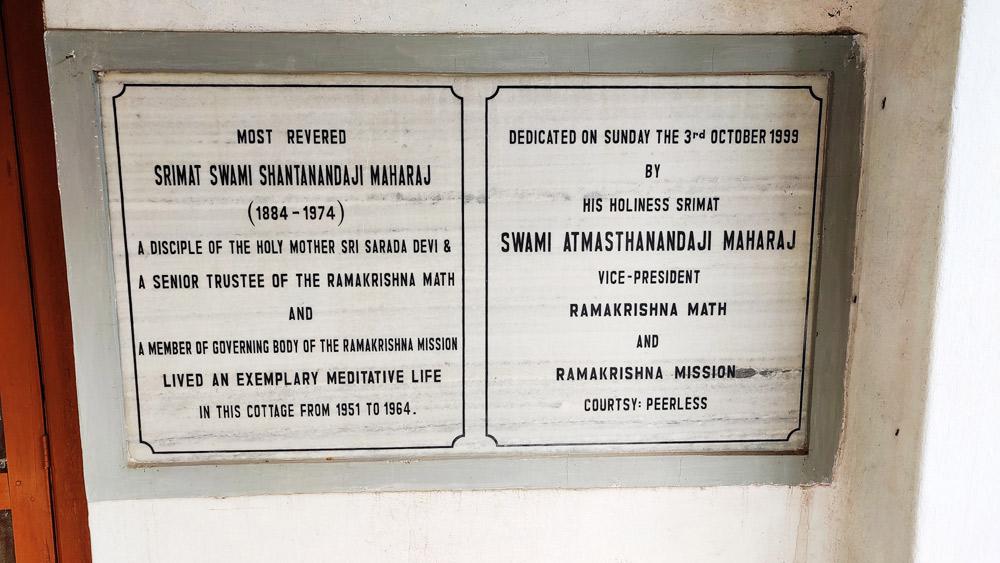 MOST REVERED
SRIMAT SWAMI SHANTANANDAJI MAHARAJ
(1884 - 1974)
A DISCIPLE OF THE HOLY MOTHER SRI SARADA DEVI &
A SENIOR TRUSTEE OF THE RAMAKRISHNA MATH
AND
A MEMBER OF GOVERNING BODY OF THE RAMAKRISHNA MISSION
LIVED AN EXEMPLARY MEDITATIVE LIFE
IN THIS COTTAGE FROM 1951 TO 1964.
DEDICATED ON SUNDAY THE 3rd OCTOBER 1999
BY
HIS HOLINESS SRIMAT
SWAMI ATMASTHANANDAJI MAHARAJ
VICE-PRESIDENT
RAMAKRISHNA MATH
AND
RAMAKRISHNA MISSION
COURTSY: PEERLESS